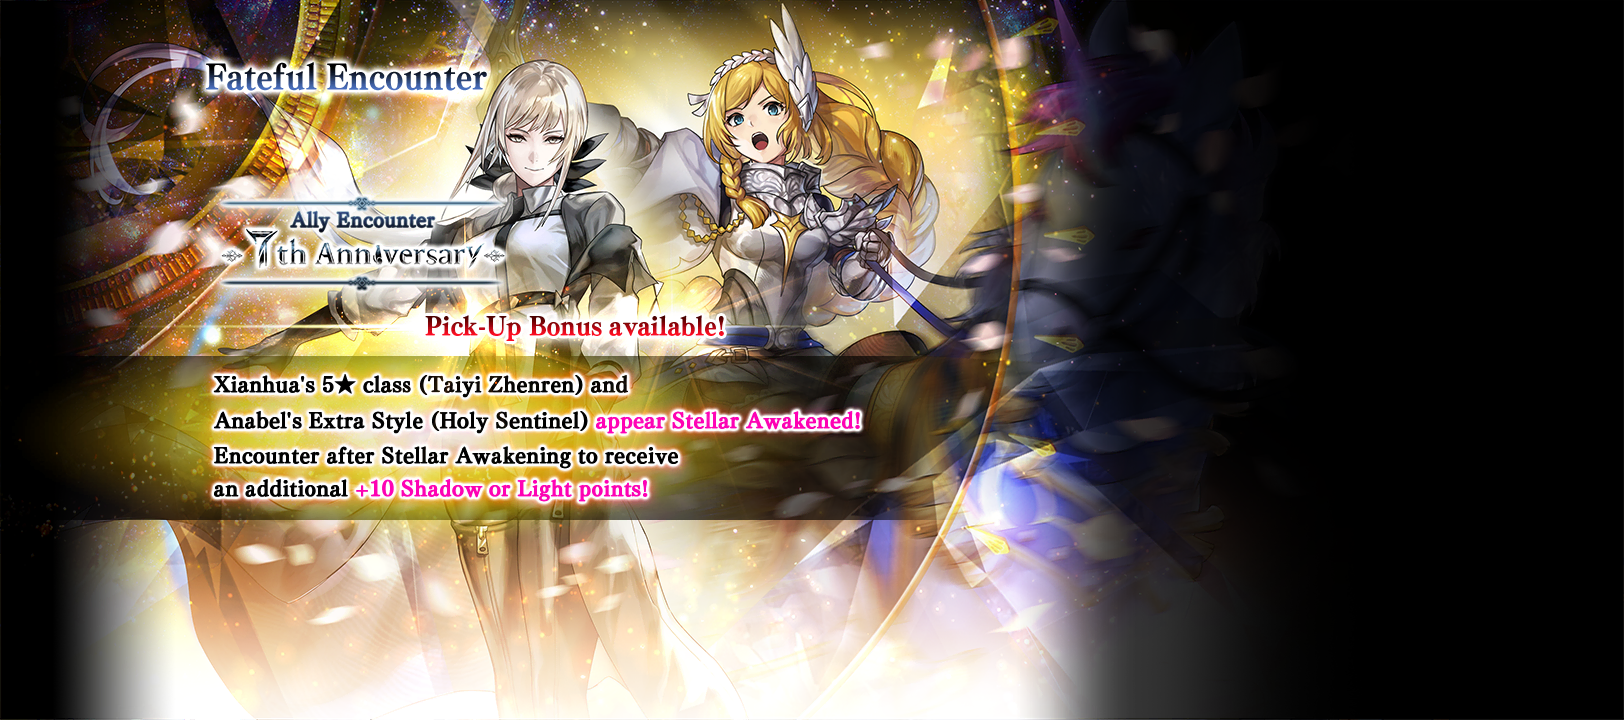 Fateful Encounter
Ally Encounter
7th Anniversary
Pick-Up Bonus available!
Xianhua's 5★ class (Taiyi Zhenren) and
Anabel's Extra Style (Holy Sentinel) appear Stellar Awakened!
Encounter after Stellar Awakening to receive
an additional +10 Shadow or Light points!